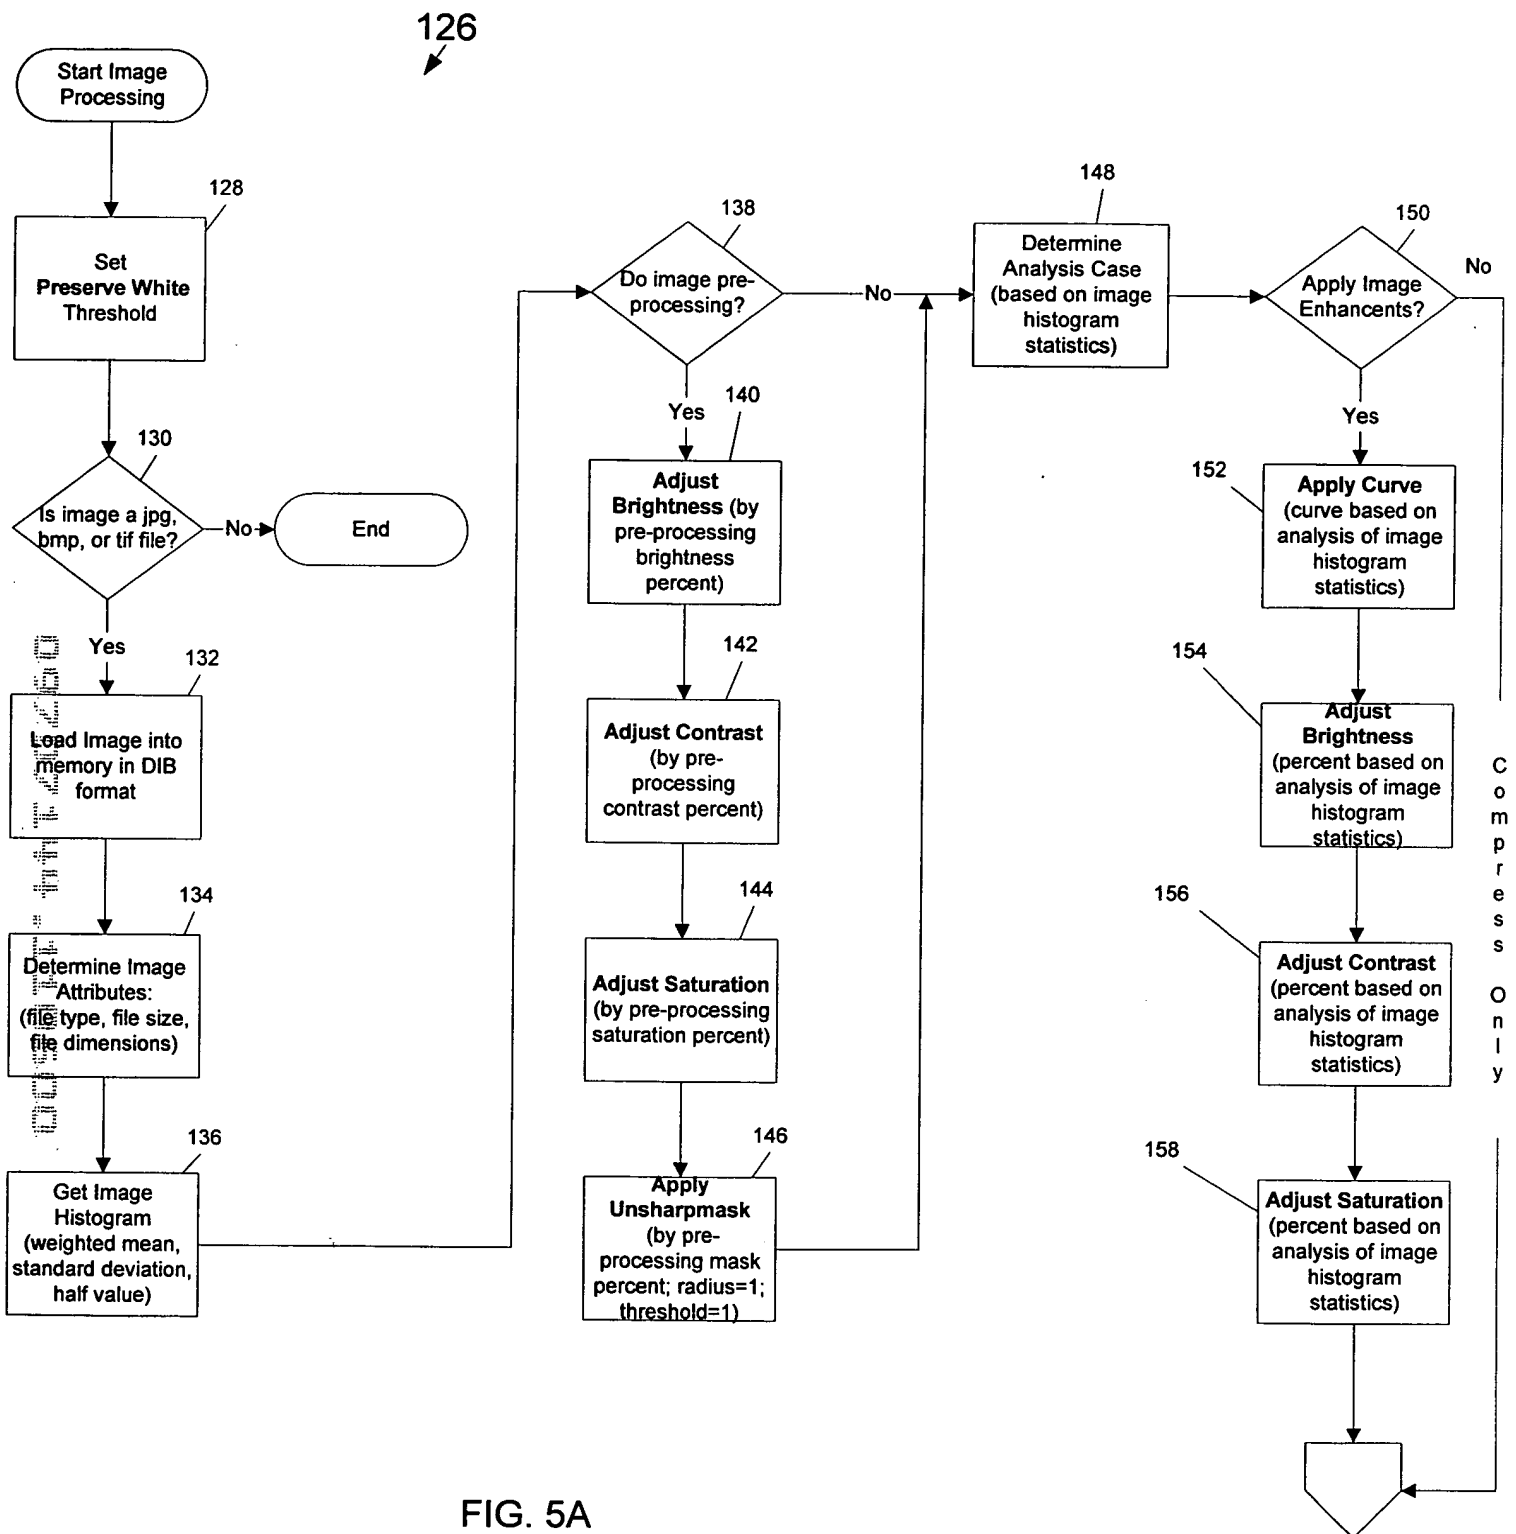 126
Start Image
Processing
128
Set
Preserve White
Threshold
130
Is image a jpg,
bmp, or tif file?
No
End
Yes
132
Load Image into
memory in DIB
format
134
Determine Image
Attributes:
(file type, file size,
file dimensions)
136
Get Image
Histogram
(weighted mean,
standard deviation,
half value)
138
Do image pre-
processing?
No
Yes
140
Adjust
Brightness (by
pre-processing
brightness
percent)
142
Adjust Contrast
(by pre-
processing
contrast percent)
144
Adjust Saturation
(by pre-processing
saturation percent)
146
Apply
Unsharpmask
(by pre-
processing mask
percent; radius=1;
threshold=1)
148
Determine
Analysis Case
(based on image
histogram
statistics)
150
Apply Image
Enhancents?
No
Yes
152
Apply Curve
(curve based on
analysis of image
histogram
statistics)
154
Adjust
Brightness
(percent based on
analysis of image
histogram
statistics)
156
Adjust Contrast
(percent based on
analysis of image
histogram
statistics)
158
Adjust Saturation
(percent based on
analysis of image
histogram
statistics)
Compress Only
FIG. 5A